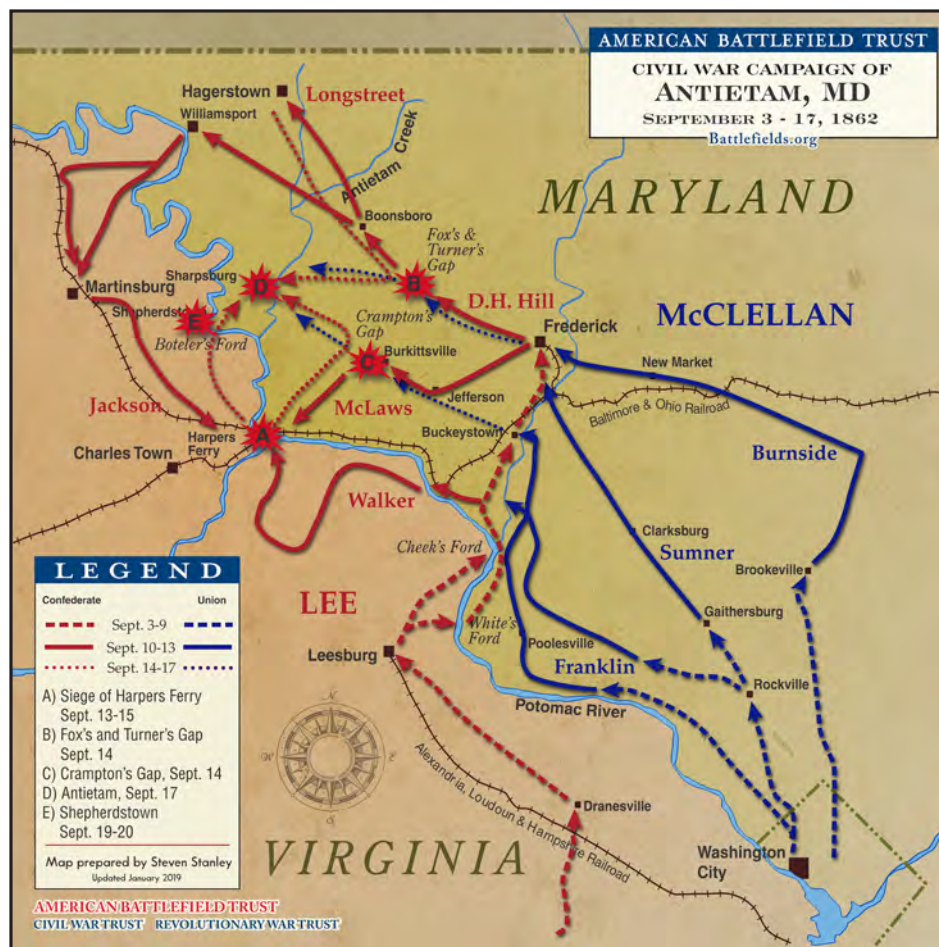 AMERICAN BATTLEFIELD TRUST
CIVIL WAR CAMPAIGN OF
ANTIETAM, MD
SEPTEMBER 3 - 17, 1862
Battlefields.org
MARYLAND
Hagerstown
Longstreet
Williamsport
Antietam Creek
Boonsboro
Fox's &
Turner's
Gap
Sharpsburg
D
B
Martinsburg
D.H. Hill
McCLELLAN
Shepherdst
E
Boteler's Ford
Crampton's
Gap
Frederick
C
Burkittsville
New Market
Jefferson
Baltimore & Ohio Railroad
Jackson
McLaws
Harpers
Ferry
A
Buckeystown
Charles Town
Burnside
Walker
Clarksburg
Cheek's Ford
Sumner
Brookeville
LEE
White's
Ford
Gaithersburg
Leesburg
Poolesville
Franklin
Rockville
Potomac River
N
W
E
S
Alexandria, Loudoun & Hampshire Railroad
Dranesville
VIRGINIA
Washington
City
LEGEND
Confederate Union
Sept. 3-9
Sept. 10-13
Sept. 14-17
A) Siege of Harpers Ferry
Sept. 13-15
B) Fox's and Turner's Gap
Sept. 14
C) Crampton's Gap, Sept. 14
D) Antietam, Sept. 17
E) Shepherdstown
Sept. 19-20
Map prepared by Steven Stanley
Updated January 2019
AMERICAN BATTLEFIELD TRUST
CIVIL WAR TRUST REVOLUTIONARY WAR TRUST